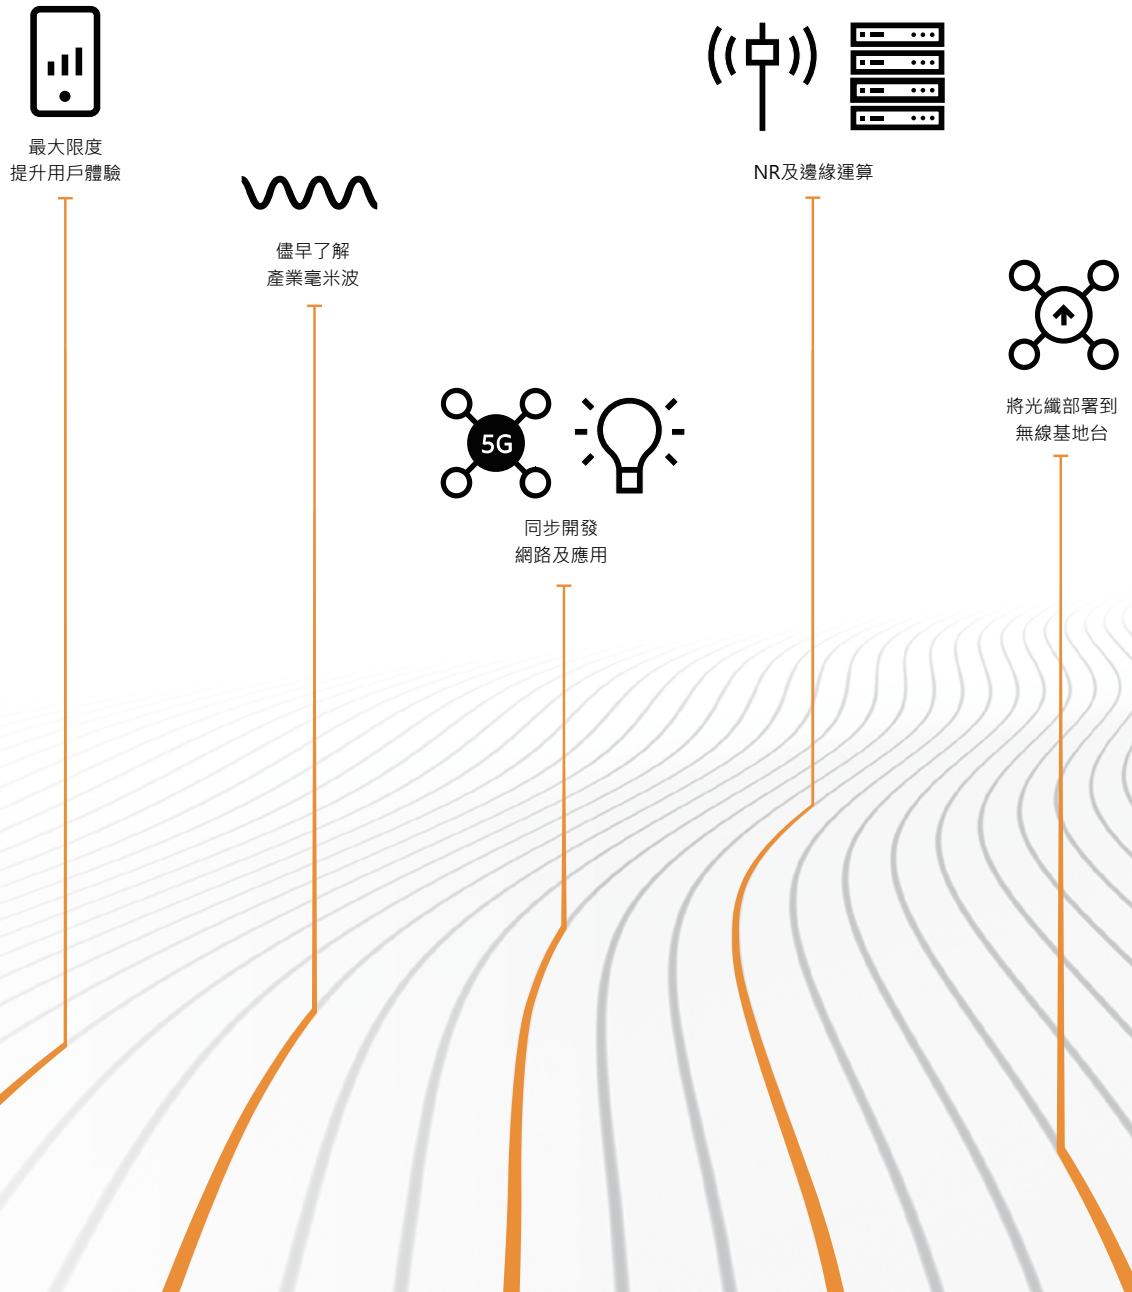 最大限度
提升用戶體驗
儘早了解
產業毫米波
5G
同步開發
網路及應用
NR及邊緣運算
將光纖部署到
無線基地台